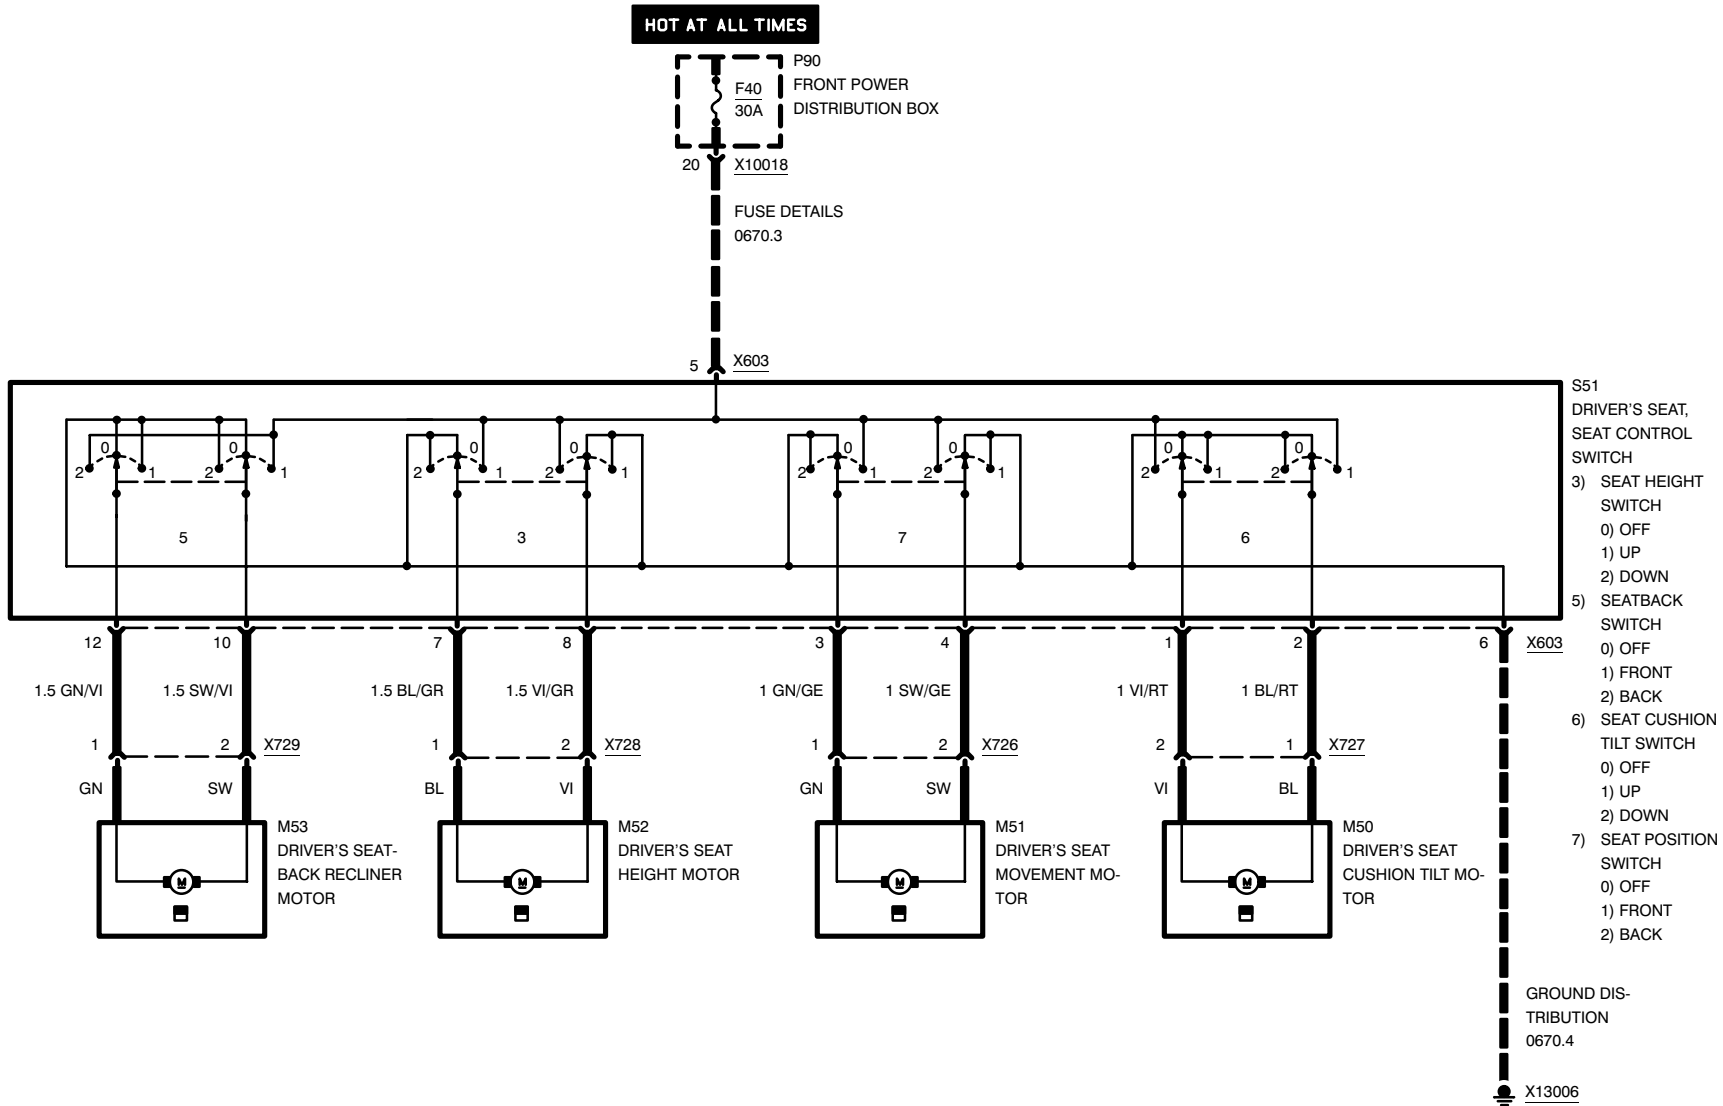 HOT AT ALL TIMES
P90
FRONT POWER
DISTRIBUTION BOX
F40
30A
20 X10018
FUSE DETAILS
0670.3
5 X603
S51
DRIVER'S SEAT,
SEAT CONTROL
SWITCH
3) SEAT HEIGHT
SWITCH
0) OFF
1) UP
2) DOWN
5) SEATBACK
SWITCH
0) OFF
1) FRONT
2) BACK
6) SEAT CUSHION
TILT SWITCH
0) OFF
1) UP
2) DOWN
7) SEAT POSITION
SWITCH
0) OFF
1) FRONT
2) BACK
0 0 0 0 0 0 0 0
2 1 2 1 2 1 2 1 2 1 2 1 2 1 2 1
5 3 7 6
12 10 7 8 3 4 1 2 6 X603
1.5 GN/VI 1.5 SW/VI 1.5 BL/GR 1.5 VI/GR 1 GN/GE 1 SW/GE 1 VI/RT 1 BL/RT
1 2 X729 1 2 X728 1 2 X726 2 1 X727
GN SW BL VI GN SW VI BL
M53
DRIVER'S SEAT-
BACK RECLINER
MOTOR
M
M52
DRIVER'S SEAT
HEIGHT MOTOR
M
M51
DRIVER'S SEAT
MOVEMENT MO-
TOR
M
M50
DRIVER'S SEAT
CUSHION TILT MO-
TOR
M
GROUND DIS-
TRIBUTION
0670.4
X13006